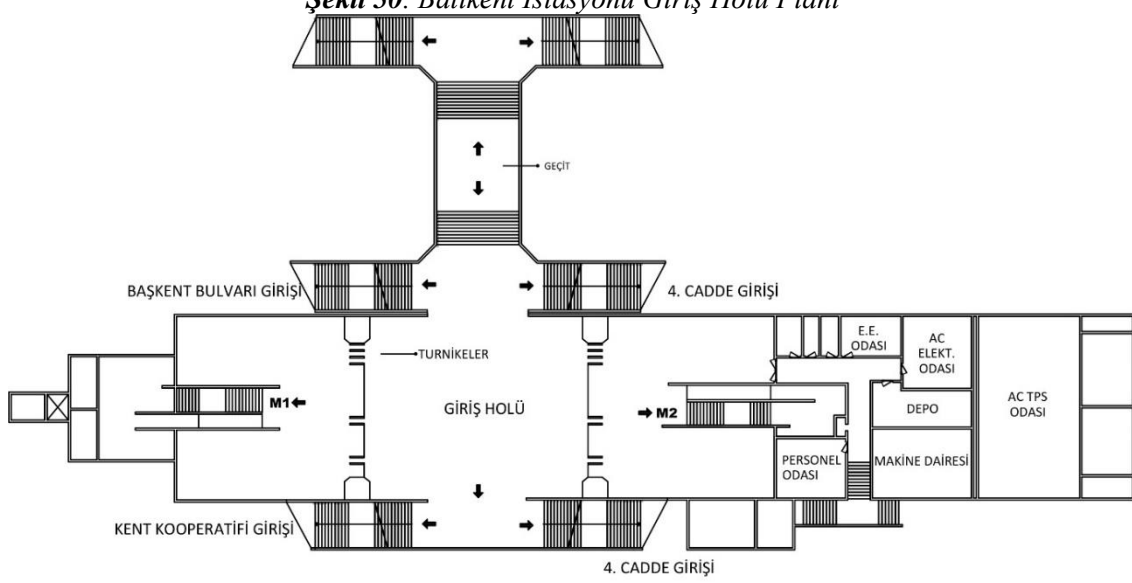 Şekil 30: Batıkent İstasyonu Giriş Holü Planı
GEÇİT
BAŞKENT BULVARI GİRİŞİ
4. CADDE GİRİŞİ
TURNİKELER
E.E.
ODASI
AC
ELEKT.
ODASI
M1
GİRİŞ HOLÜ
M2
DEPO
AC TPS
ODASI
PERSONEL
ODASI
MAKİNE DAİRESİ
KENT KOOPERATİFİ GİRİŞİ
4. CADDE GİRİŞİ